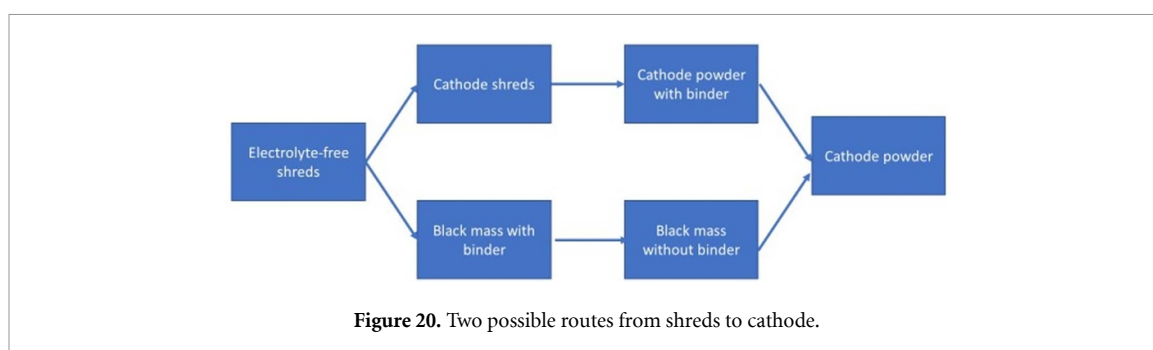 Electrolyte-free
shreds
Cathode shreds
Cathode powder
with binder
Black mass with
binder
Black mass
without binder
Cathode powder
Figure 20. Two possible routes from shreds to cathode.